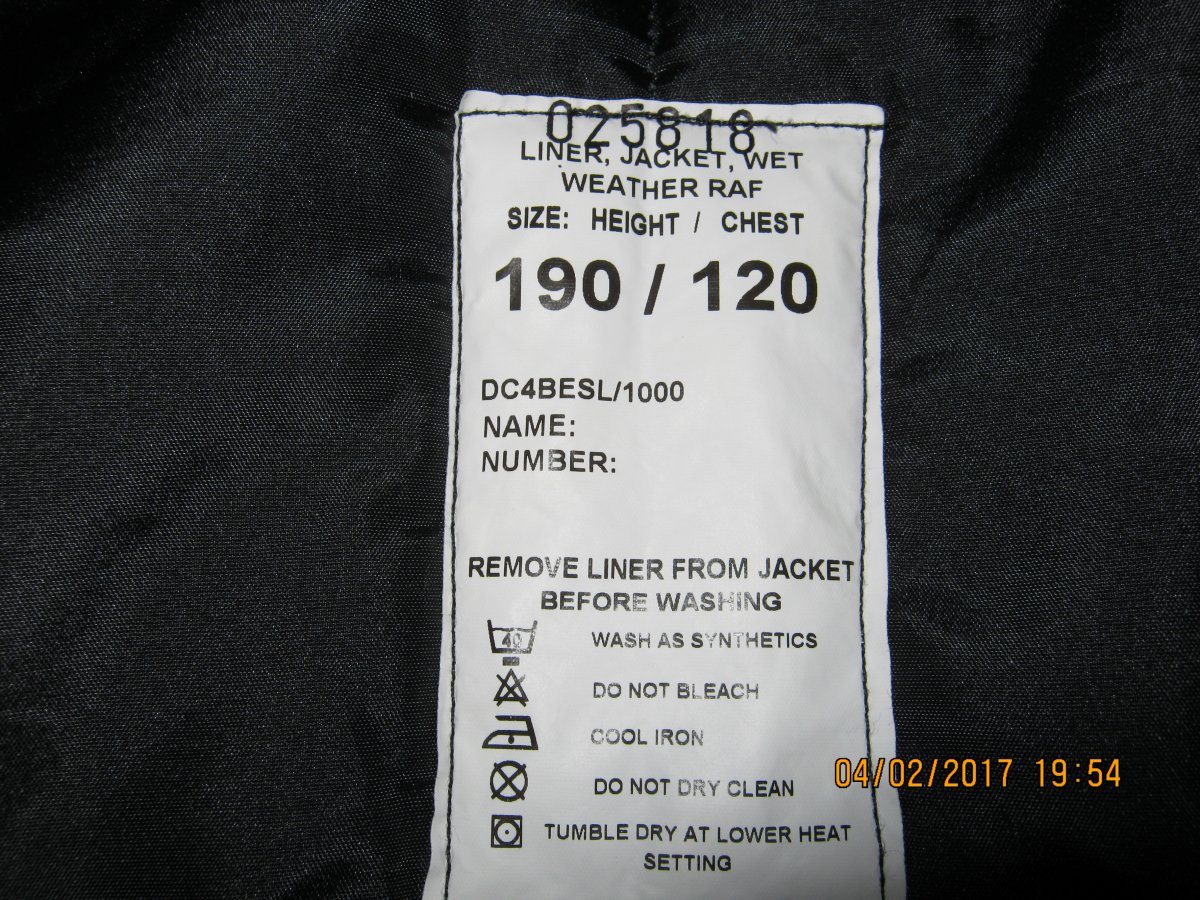 025818
LINER, JACKET, WET
WEATHER RAF
SIZE: HEIGHT / CHEST
190 / 120
DC4BESL/1000
NAME:
NUMBER:
REMOVE LINER FROM JACKET
BEFORE WASHING
40 WASH AS SYNTHETICS
DO NOT BLEACH
COOL IRON
DO NOT DRY CLEAN
TUMBLE DRY AT LOWER HEAT
SETTING
04/02/2017 19:54